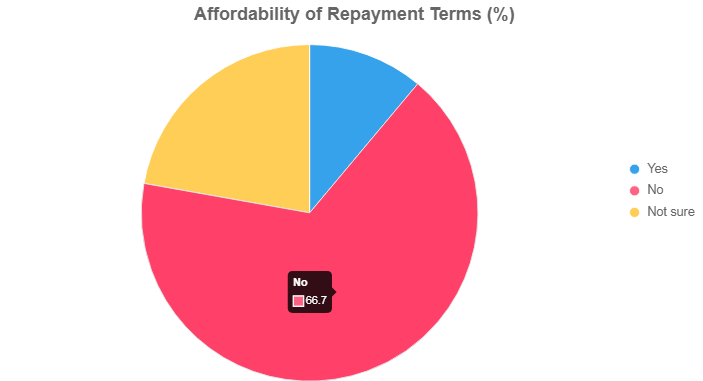 Affordability of Repayment Terms (%)
Yes
No
Not sure
No
66.7